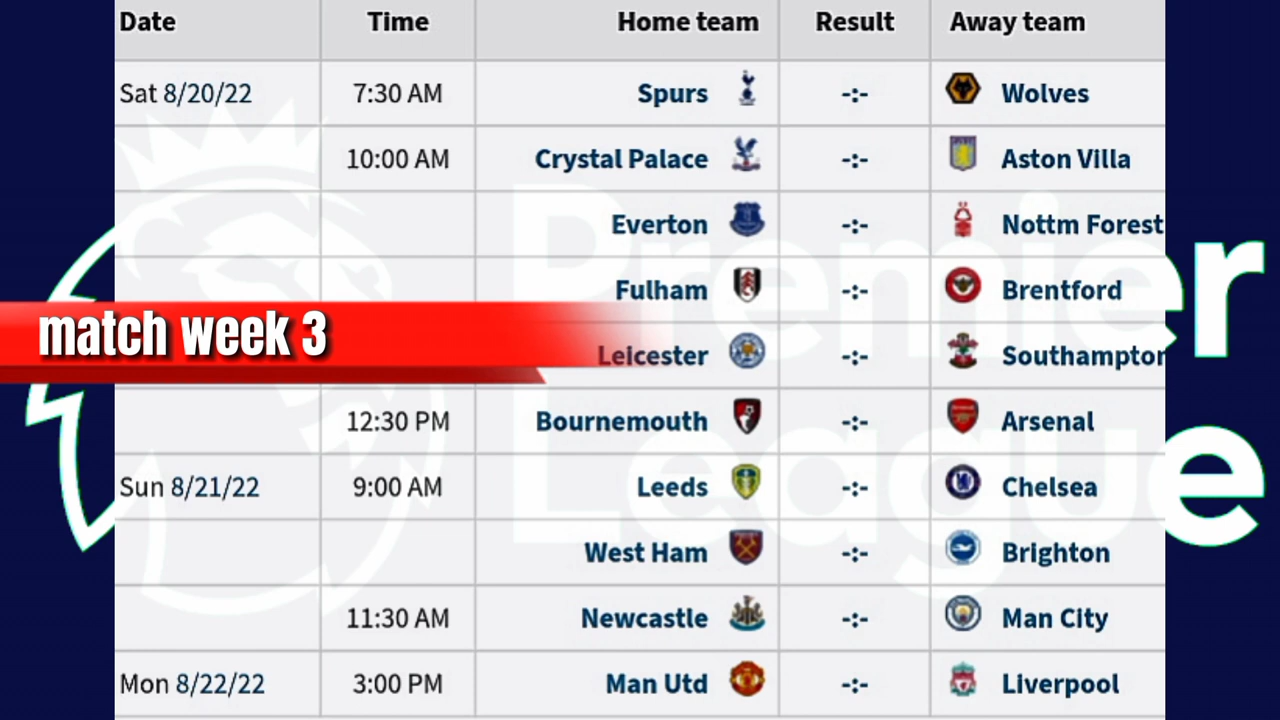 Date Time Home team Result Away team
Sat 8/20/22 7:30 AM Spurs -:- Wolves
10:00 AM Crystal Palace -:- Aston Villa
Everton -:- Nottm Forest
Fulham -:- Brentford
match week 3
Leicester -:- Southampton
12:30 PM Bournemouth -:- Arsenal
Sun 8/21/22 9:00 AM Leeds -:- Chelsea
West Ham -:- Brighton
11:30 AM Newcastle -:- Man City
Mon 8/22/22 3:00 PM Man Utd -:- Liverpool
Premier
League